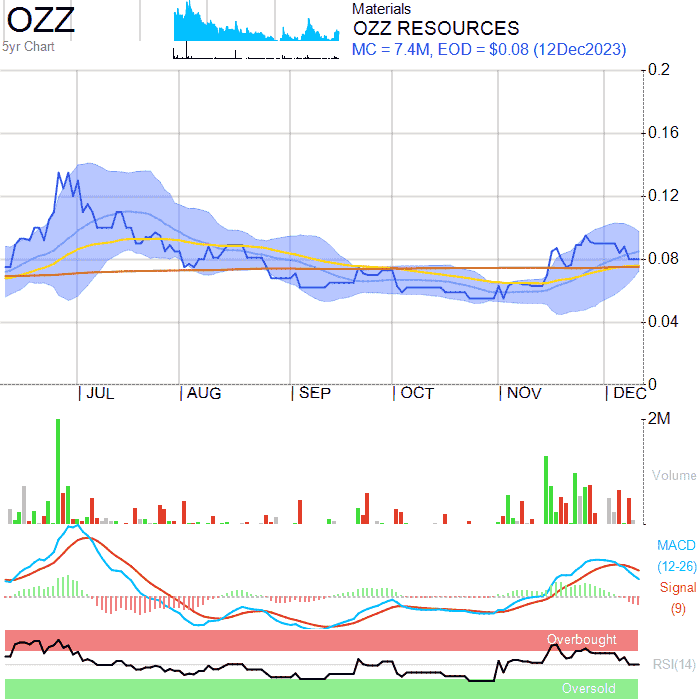 OZZ
5yr Chart
Materials
OZZ RESOURCES
MC = 7.4M, EOD = $0.08 (12Dec2023)
0.2
0.16
0.12
0.08
0.04
0
| JUL | AUG | SEP | OCT | NOV | DEC
2M
Volume
MACD
(12-26)
Signal
(9)
Overbought
RSI(14)
Oversold